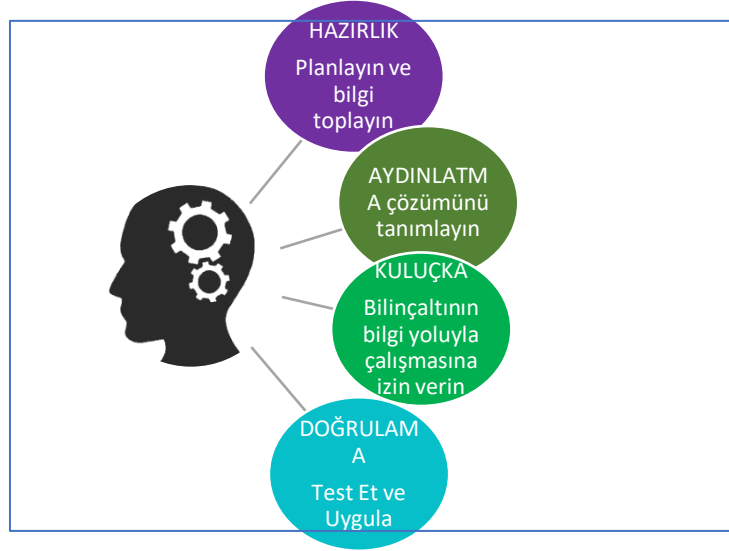 HAZIRLIK
Planlayın ve
bilgi
toplayın
AYDINLATM
A çözümünü
tanımlayın
KULUÇKA
Bilinçaltının
bilgi yoluyla
çalışmasına
izin verin
DOĞRULAM
A
Test Et ve
Uygula